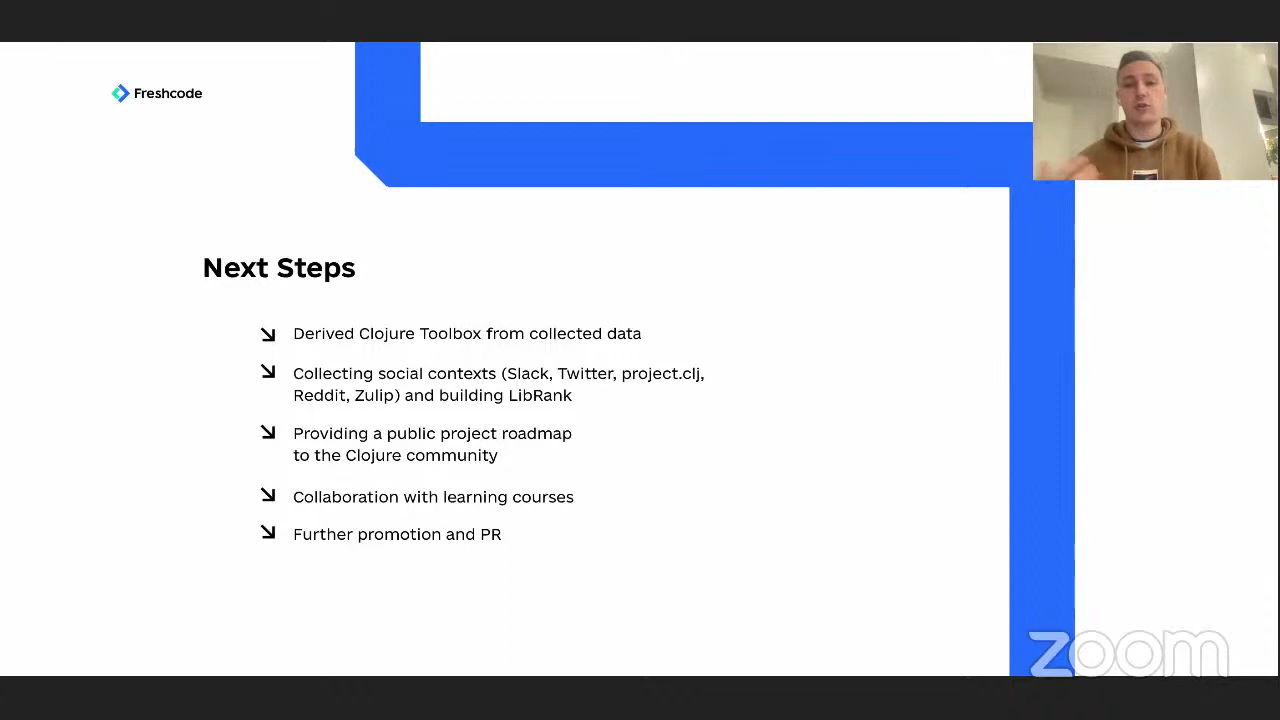 Freshcode
Next Steps
Derived Clojure Toolbox from collected data
Collecting social contexts (Slack, Twitter, project.clj,
Reddit, Zulip) and building LibRank
Providing a public project roadmap
to the Clojure community
Collaboration with learning courses
Further promotion and PR
zoom